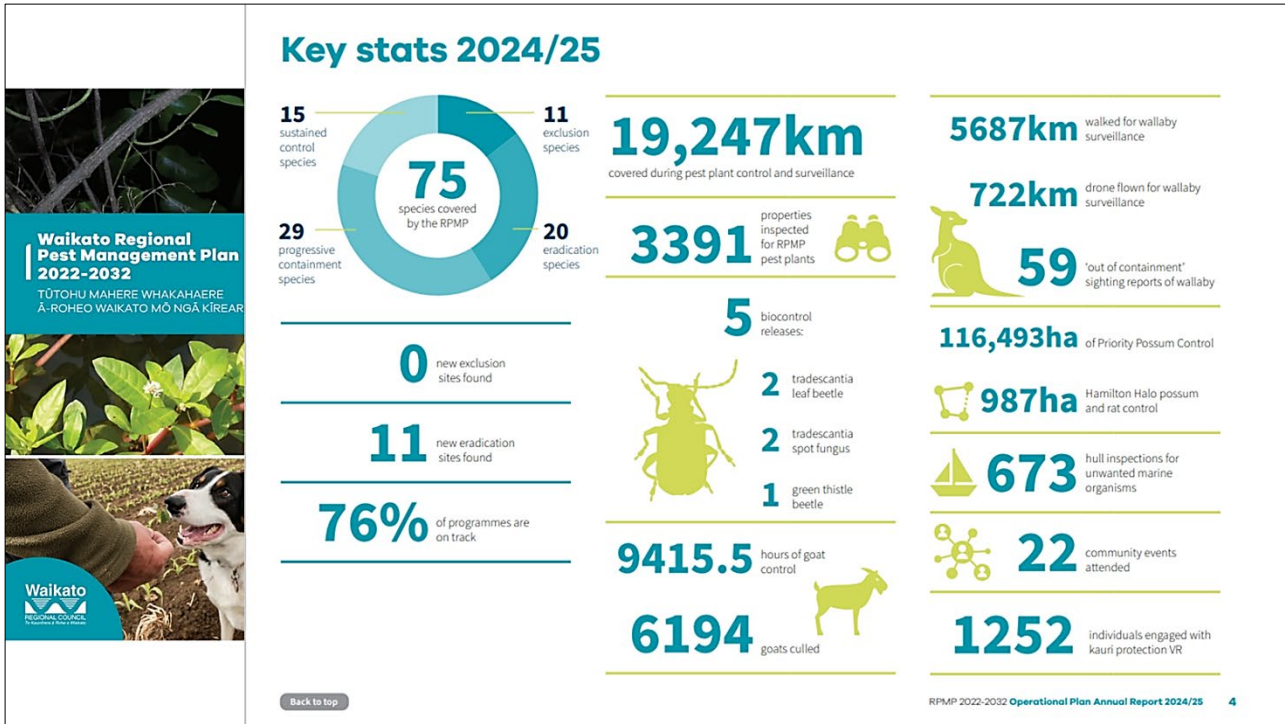 Key stats 2024/25
Waikato Regional
Pest Management Plan
2022-2032
TŪTOHU MAHERE WHAKAHAERE
Ā-ROHEO WAIKATO MŌ NGĀ KĪREAR
Waikato
REGIONAL COUNCIL
15
sustained
control
species
11
exclusion
species
75
species covered
by the RPMP
29
progressive
containment
species
20
eradication
species
0
new exclusion
sites found
11
new eradication
sites found
76%
of programmes are
on track
19,247km
covered during pest plant control and surveillance
3391
properties
inspected
for RPMP
pest plants
5
biocontrol
releases:
2
tradescantia
leaf beetle
2
tradescantia
spot fungus
1
green thistle
beetle
9415.5
hours of goat
control
6194
goats culled
5687km
walked for wallaby
surveillance
722km
drone flown for wallaby
surveillance
59
'out of containment'
sighting reports of wallaby
116,493ha
of Priority Possum Control
987ha
Hamilton Halo possum
and rat control
673
hull inspections for
unwanted marine
organisms
22
community events
attended
1252
individuals engaged with
kauri protection VR
Back to top
RPMP 2022-2032 Operational Plan Annual Report 2024/25 4